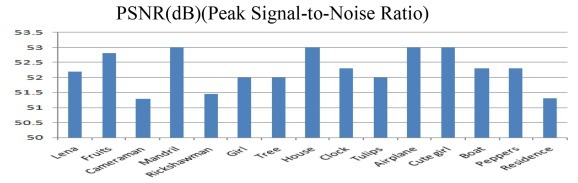 PSNR(dB)(Peak Signal-to-Noise Ratio)
53.5
53
52.5
52
51.5
51
50.5
50
Lena
Fruits
Cameraman
Mandril
Rickshawman
Girl
Tree
House
Clock
Tulips
Airplane
Cute girl
Boat
Peppers
Residence